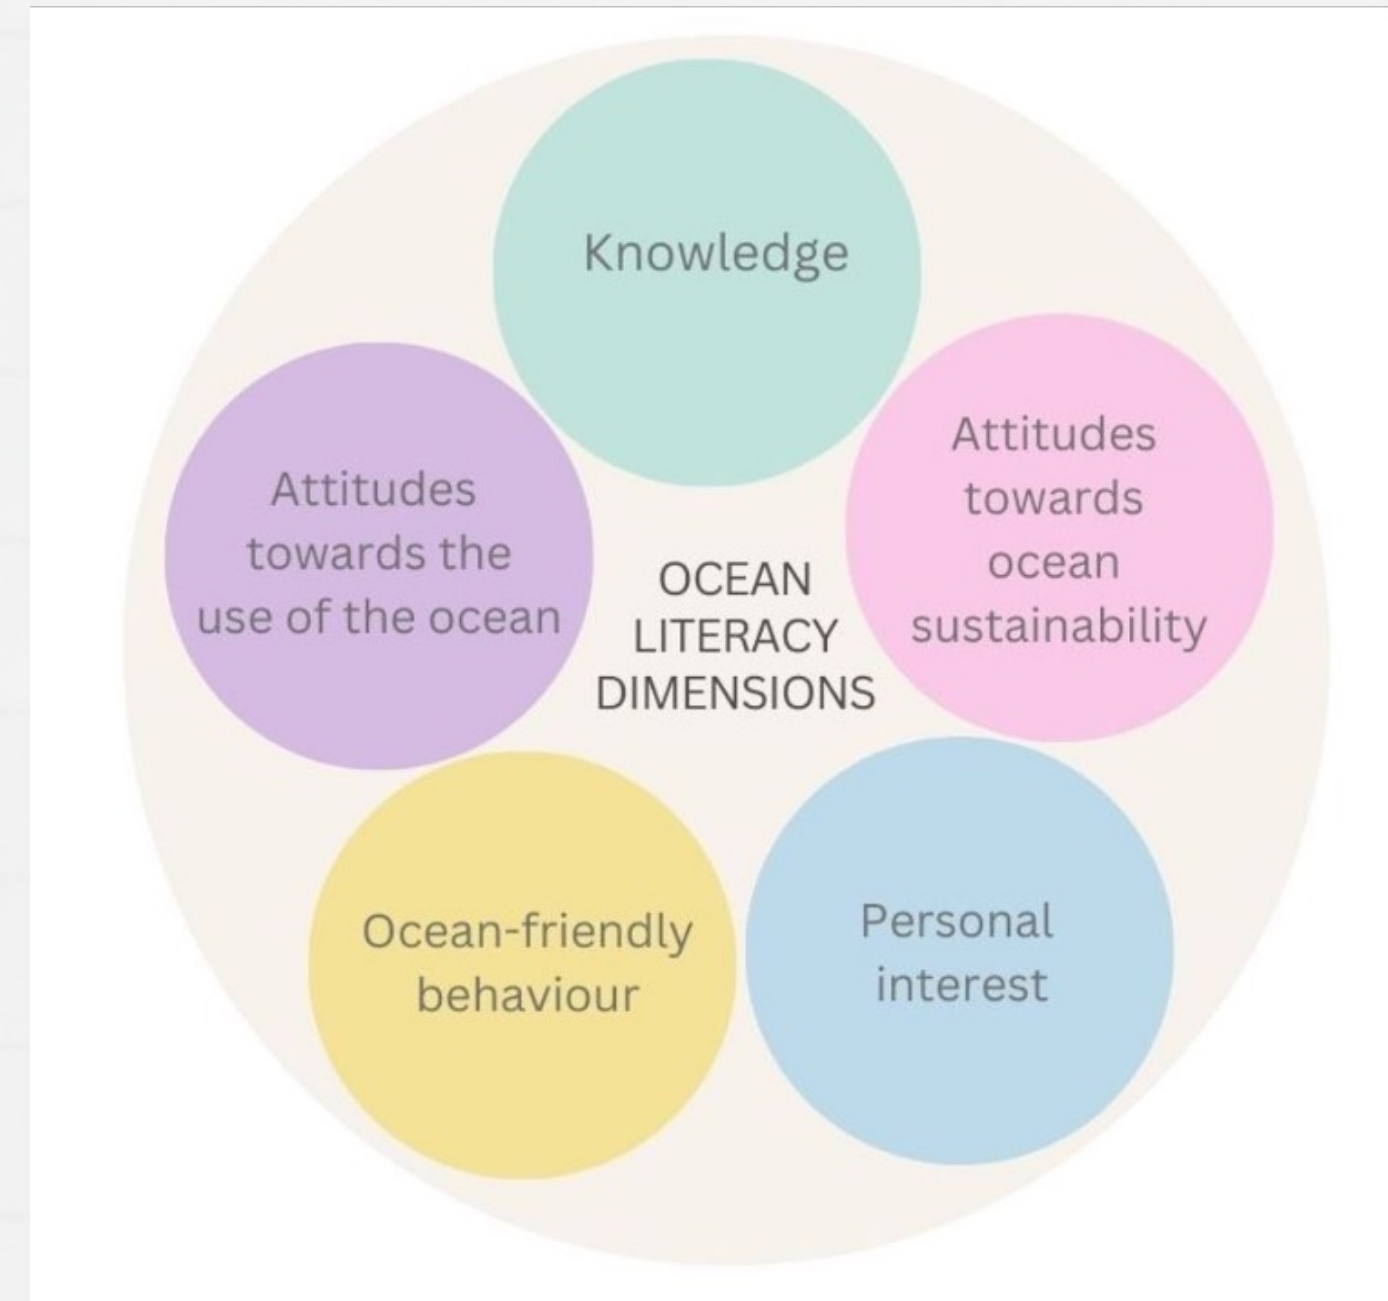 Knowledge
Attitudes
towards
ocean
sustainability
Attitudes
towards the
use of the ocean
OCEAN
LITERACY
DIMENSIONS
Ocean-friendly
behaviour
Personal
interest